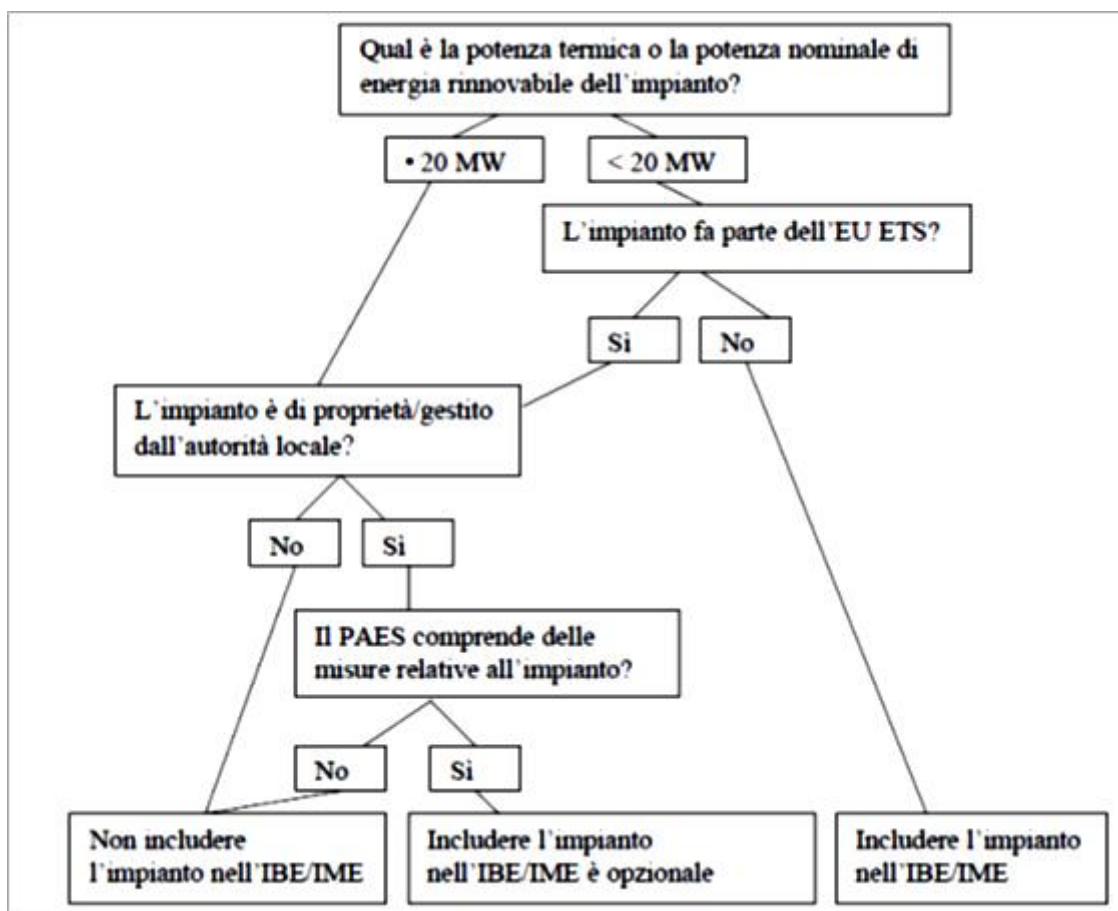 Qual è la potenza termica o la potenza nominale di
energia rinnovabile dell'impianto?
• 20 MW
< 20 MW
L'impianto fa parte dell'EU ETS?
Sì
No
L'impianto è di proprietà/gestito
dall'autorità locale?
No
Sì
Il PAES comprende delle
misure relative all'impianto?
No
Sì
Non includere
l'impianto nell'IBE/IME
Includere l'impianto
nell'IBE/IME è opzionale
Includere l'impianto
nell'IBE/IME